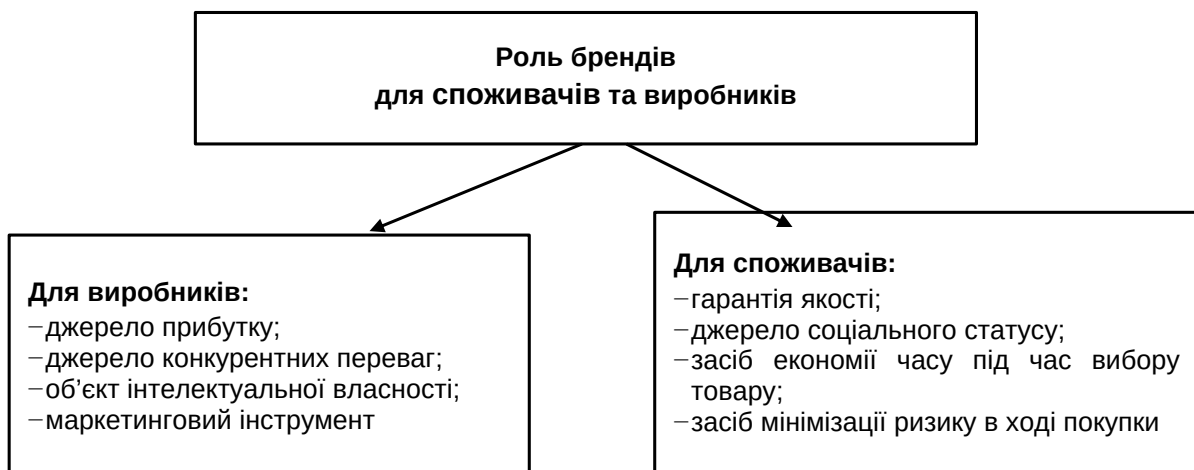 Роль брендів
для споживачів та виробників
Для виробників:
–джерело прибутку;
–джерело конкурентних переваг;
–об’єкт інтелектуальної власності;
–маркетинговий інструмент
Для споживачів:
–гарантія якості;
–джерело соціального статусу;
–засіб економії часу під час вибору
товару;
–засіб мінімізації ризику в ході покупки